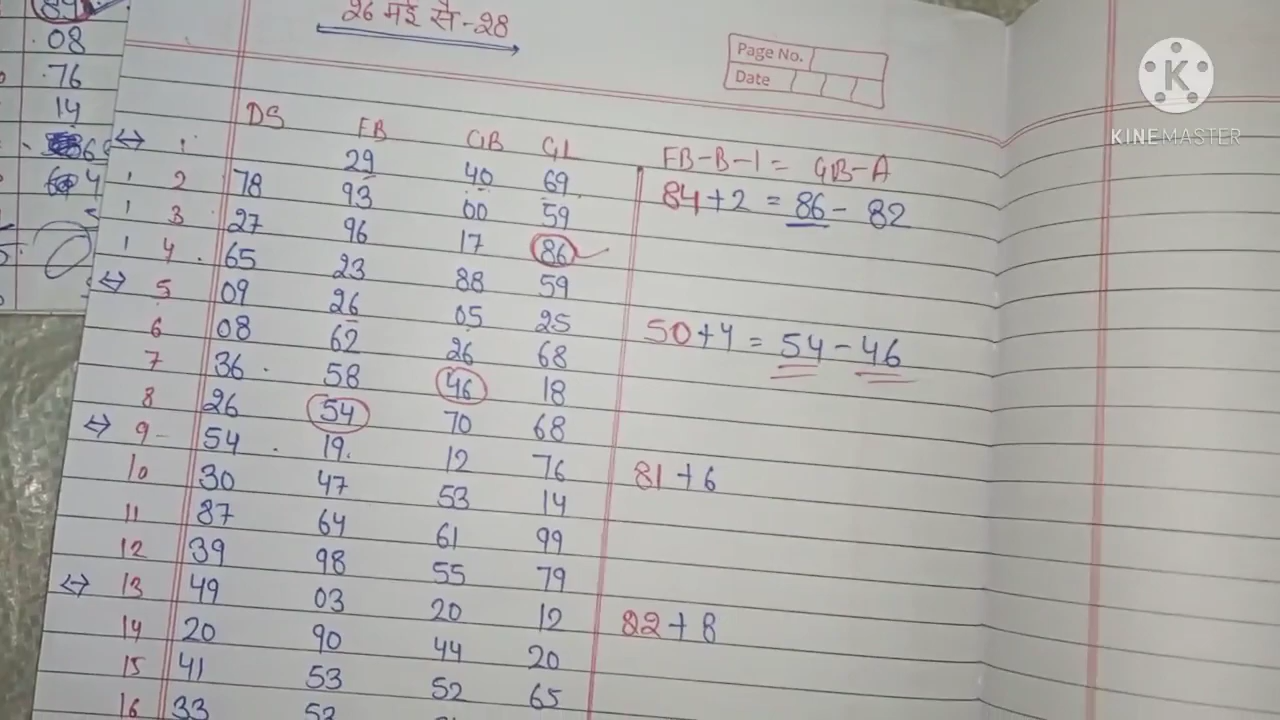 89
08
76
14
26 मई से -28
Page No.
Date
KINEMASTER
DS FB GB GL
↔ 1 29 40 69
2 78 93 00 59
3 27 96 17 86
4 65 23 88 59
↔ 5 09 26 05 25
6 08 62 26 68
7 36 58 46 18
8 26 54 70 68
↔ 9 54 19 12 76
10 30 47 53 14
11 87 64 61 99
12 39 98 55 79
↔ 13 49 03 20 12
14 20 90 44 20
15 41 53 52 65
16 33
FB-B-1 = GB-A
84+2 = 86 - 82
50+4 = 54 - 46
81+6
82+8